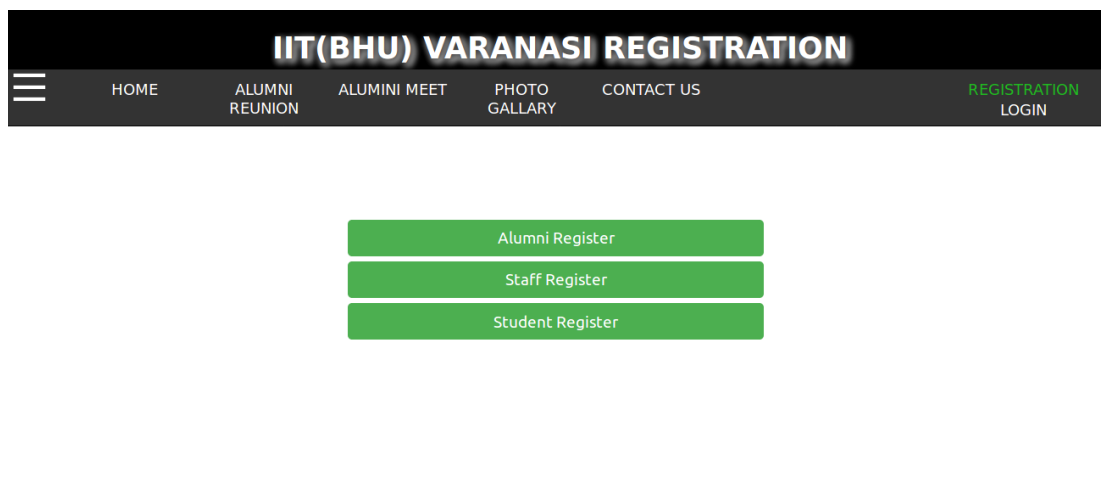 IIT(BHU) VARANASI REGISTRATION
HOME
ALUMNI
REUNION
ALUMINI MEET
PHOTO
GALLARY
CONTACT US
REGISTRATION
LOGIN
Alumni Register
Staff Register
Student Register